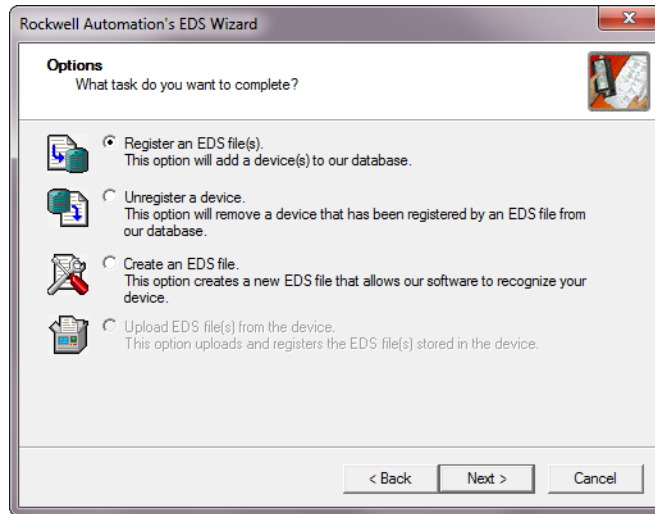 Rockwell Automation's EDS Wizard
Options
What task do you want to complete?
Register an EDS file(s).
This option will add a device(s) to our database.
Unregister a device.
This option will remove a device that has been registered by an EDS file from
our database.
Create an EDS file.
This option creates a new EDS file that allows our software to recognize your
device.
Upload EDS file(s) from the device.
This option uploads and registers the EDS file(s) stored in the device.
< Back Next > Cancel